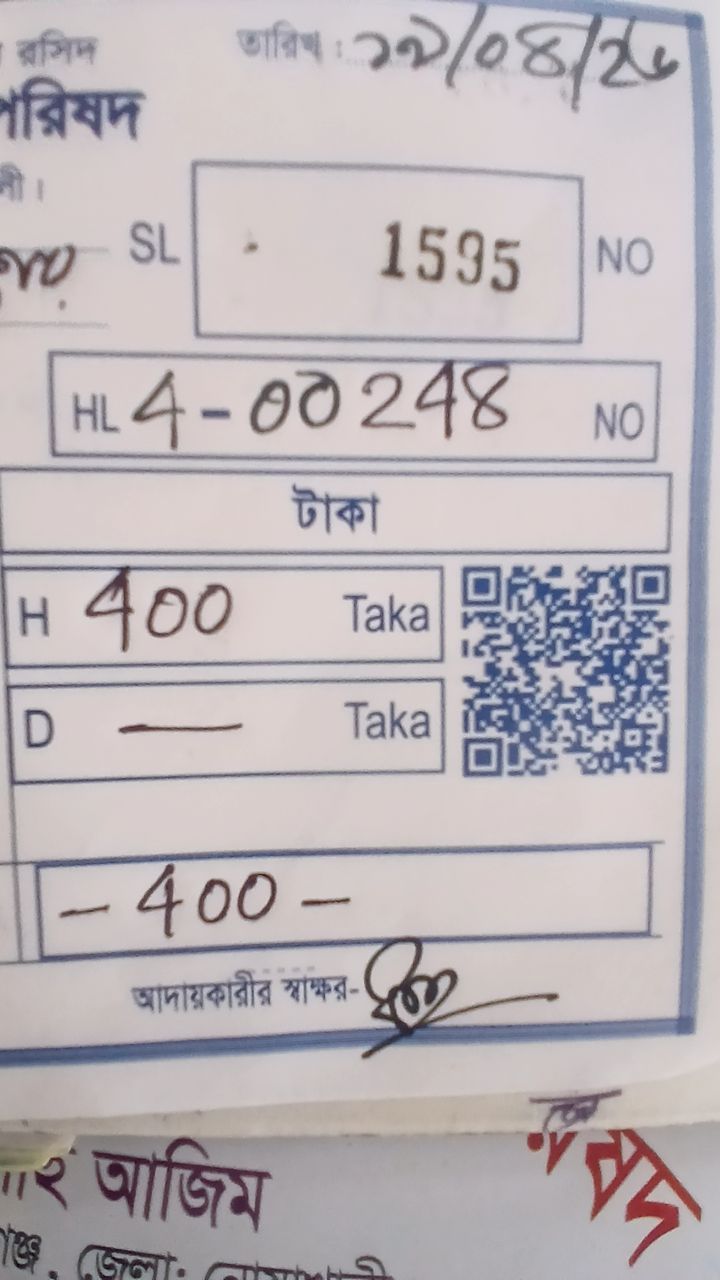 রসিদ তারিখ : ২৯/০৪/২৬
পরিষদ
SL 1595 NO
HL 4-00248 NO
টাকা
H 400 Taka
D — Taka
- 400 -
আদায়কারীর স্বাক্ষর-
আজিম
জেলা: